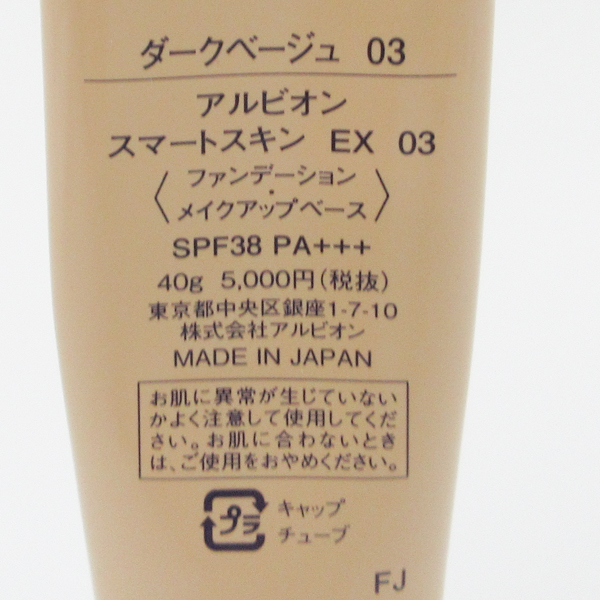 ダークベージュ 03
アルビオン
スマートスキン EX 03
〈ファンデーション・
メイクアップベース〉
SPF38 PA+++
40g 5,000円(税抜)
東京都中央区銀座1-7-10
株式会社アルビオン
MADE IN JAPAN
お肌に異常が生じていない
かよく注意して使用してくだ
さい。お肌に合わないとき
は、ご使用をおやめください。
プラ キャップ
チューブ
FJ